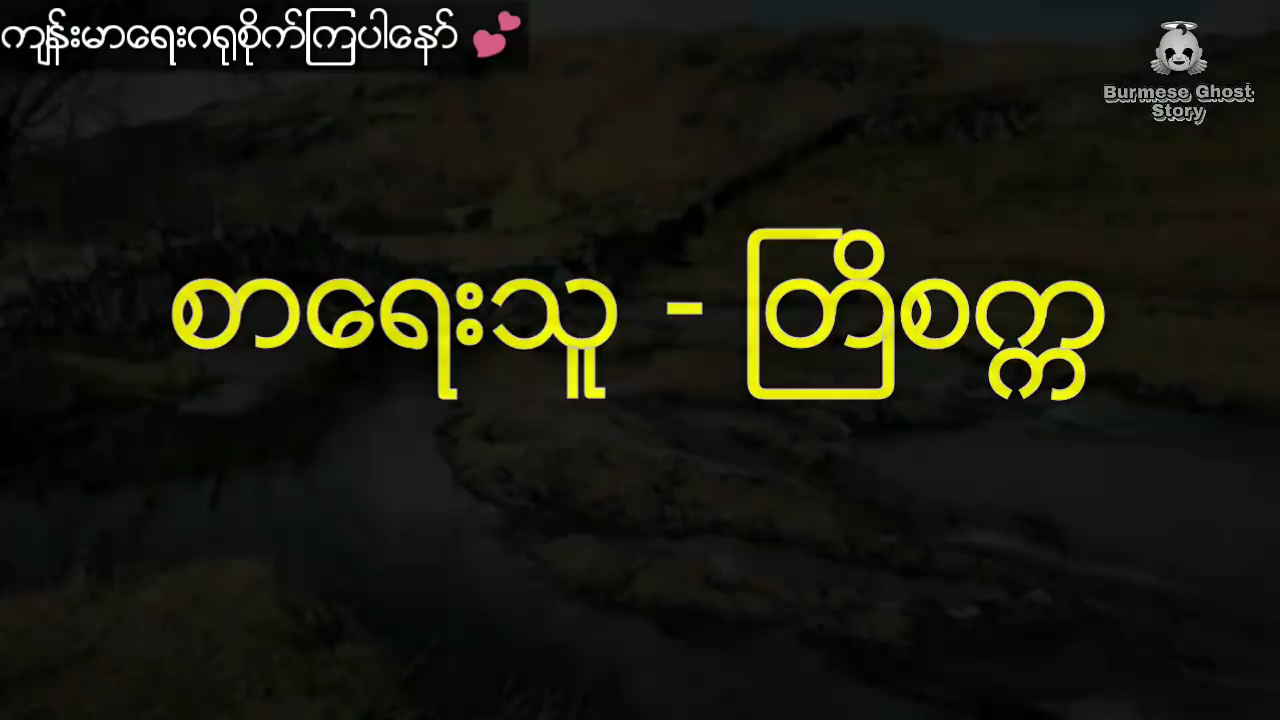 ကျန်းမာရေးဂရုစိုက်ကြပါနော် 💕
Burmese Ghost
Story
စာရေးသူ - တြိစက္က